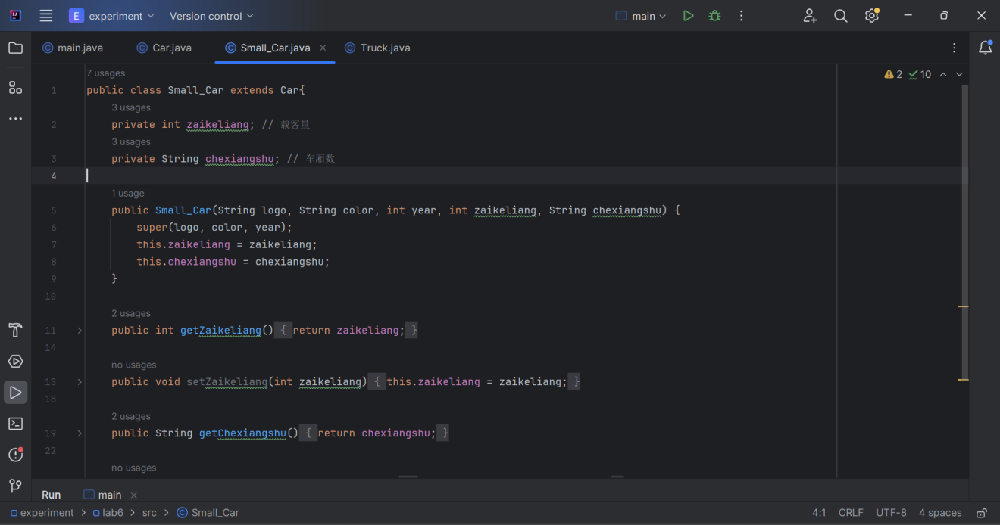 E experiment Version control main
main.java Car.java Small_Car.java Truck.java
7 usages 2 10
1 public class Small_Car extends Car{
3 usages
2 private int zaikeliang; // 载客量
3 usages
3 private String chexiangshu; // 车厢数
4
1 usage
5 public Small_Car(String logo, String color, int year, int zaikeliang, String chexiangshu) {
6 super(logo, color, year);
7 this.zaikeliang = zaikeliang;
8 this.chexiangshu = chexiangshu;
9 }
10
2 usages
11 public int getZaikeliang() { return zaikeliang; }
14
no usages
15 public void setZaikeliang(int zaikeliang) { this.zaikeliang = zaikeliang; }
18
2 usages
19 public String getChexiangshu() { return chexiangshu; }
22
no usages
Run main
experiment lab6 src Small_Car 4:1 CRLF UTF-8 4 spaces